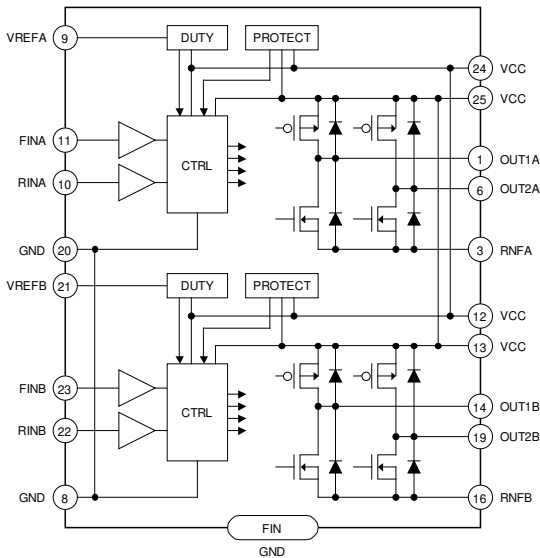 VREFA 9 DUTY PROTECT
24 VCC
25 VCC
FINA 11
CTRL
1 OUT1A
RINA 10
6 OUT2A
GND 20
3 RNFA
VREFB 21 DUTY PROTECT
12 VCC
13 VCC
FINB 23
CTRL
14 OUT1B
RINB 22
19 OUT2B
GND 8
16 RNFB
FIN
GND